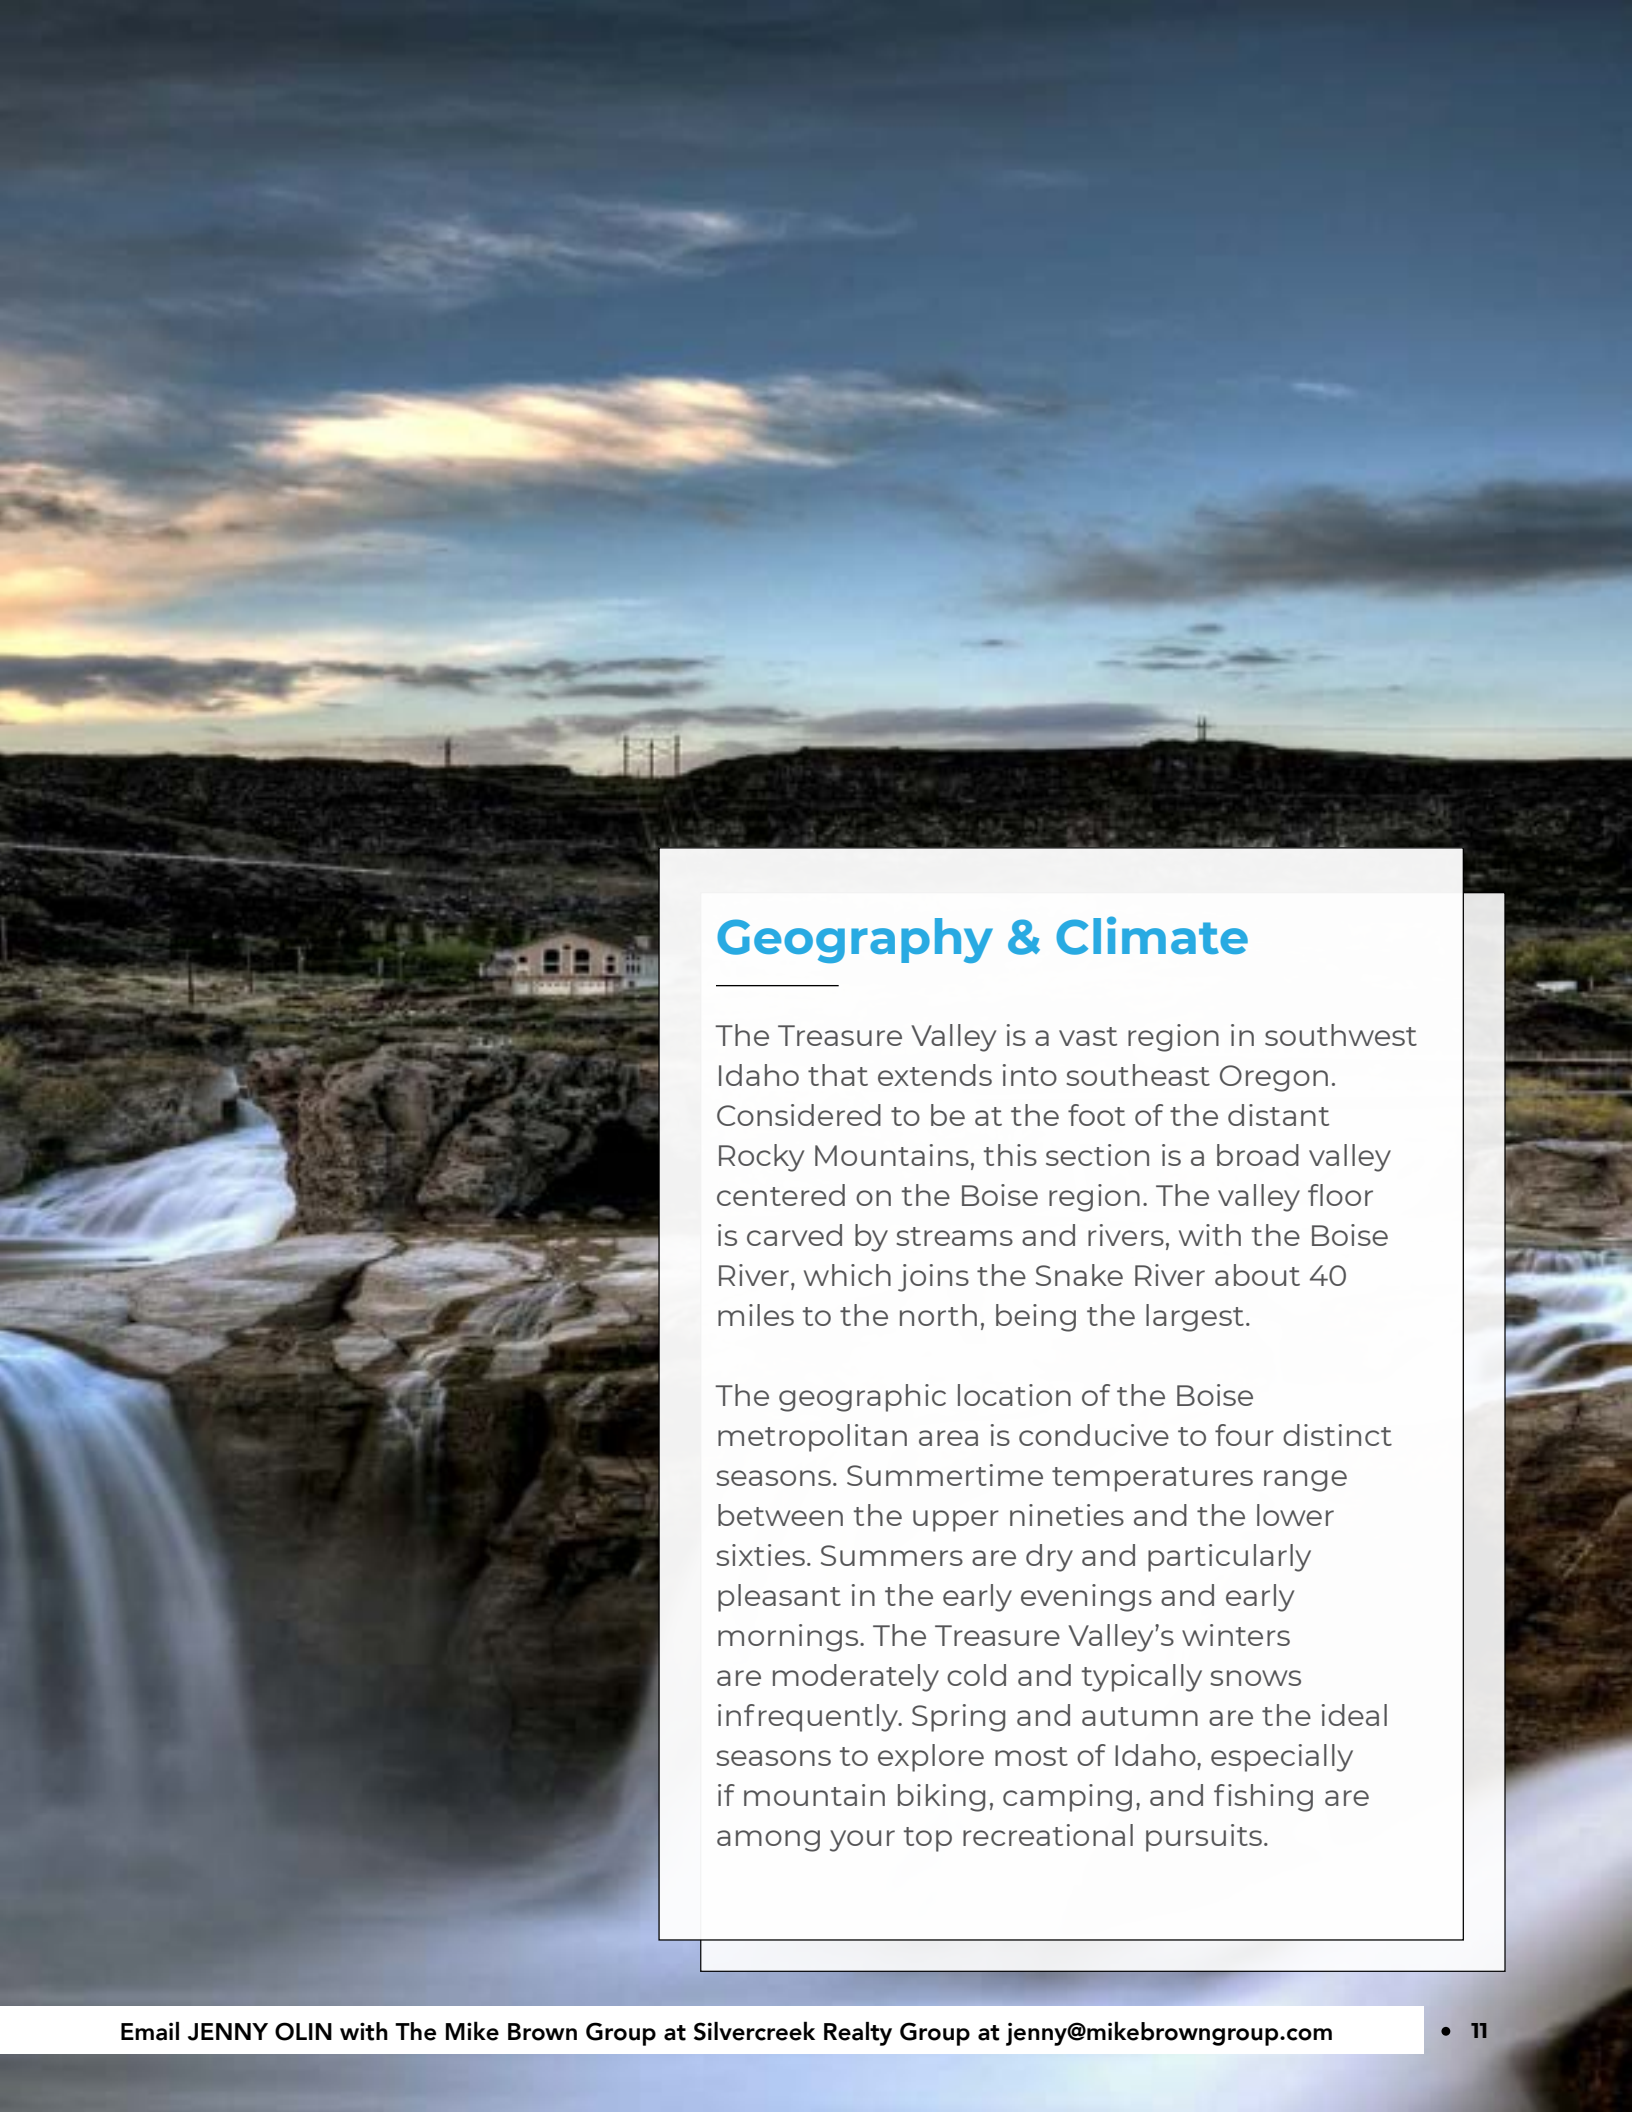 Geography & Climate
The Treasure Valley is a vast region in southwest
Idaho that extends into southeast Oregon.
Considered to be at the foot of the distant
Rocky Mountains, this section is a broad valley
centered on the Boise region. The valley floor
is carved by streams and rivers, with the Boise
River, which joins the Snake River about 40
miles to the north, being the largest.
The geographic location of the Boise
metropolitan area is conducive to four distinct
seasons. Summertime temperatures range
between the upper nineties and the lower
sixties. Summers are dry and particularly
pleasant in the early evenings and early
mornings. The Treasure Valley’s winters
are moderately cold and typically snows
infrequently. Spring and autumn are the ideal
seasons to explore most of Idaho, especially
if mountain biking, camping, and fishing are
among your top recreational pursuits.
Email JENNY OLIN with The Mike Brown Group at Silvercreek Realty Group at jenny@mikebrowngroup.com • 11